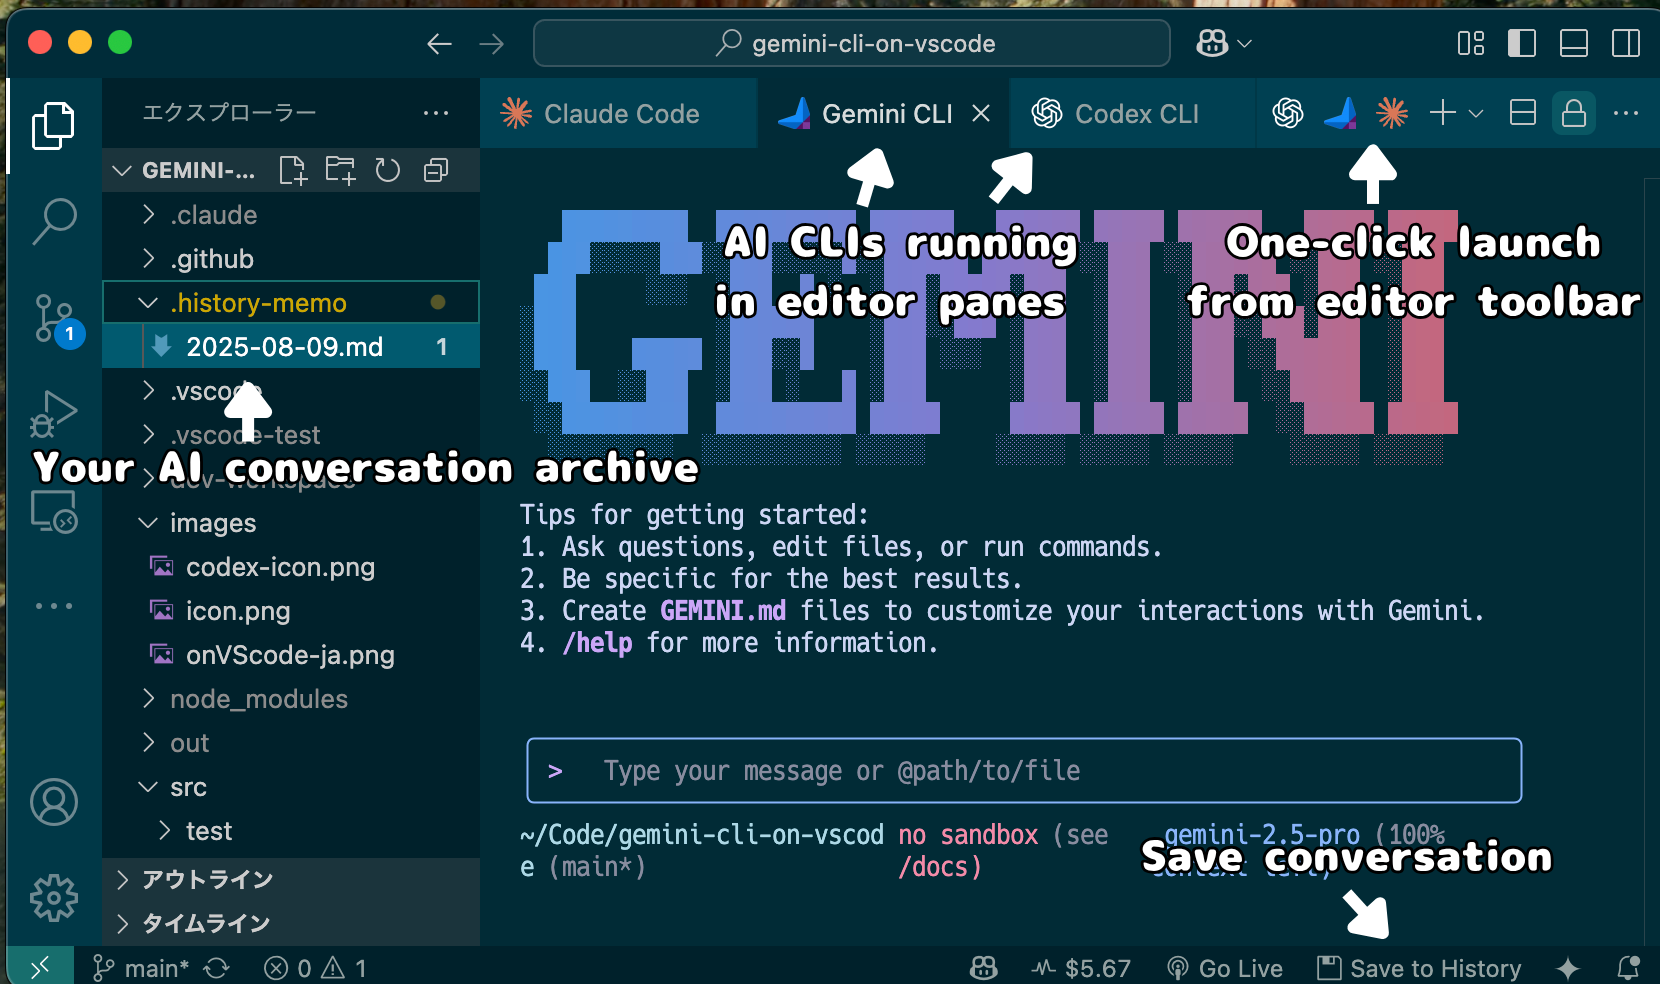 gemini-cli-on-vscode
エクスプローラー
Claude Code
Gemini CLI
Codex CLI
GEMINI-...
.claude
.github
.history-memo
2025-08-09.md 1
.vscode
.vscode-test
dev-workspace
images
codex-icon.png
icon.png
onVScode-ja.png
node_modules
out
src
test
アウトライン
タイムライン
1
Your AI conversation archive
GEMINI
AI CLIs running
in editor panes
One-click launch
from editor toolbar
Tips for getting started:
1. Ask questions, edit files, or run commands.
2. Be specific for the best results.
3. Create GEMINI.md files to customize your interactions with Gemini.
4. /help for more information.
> Type your message or @path/to/file
~/Code/gemini-cli-on-vscod no sandbox (see gemini-2.5-pro (100%
e (main*) /docs) context left)
Save conversation
main* 0 1 $5.67 Go Live Save to History